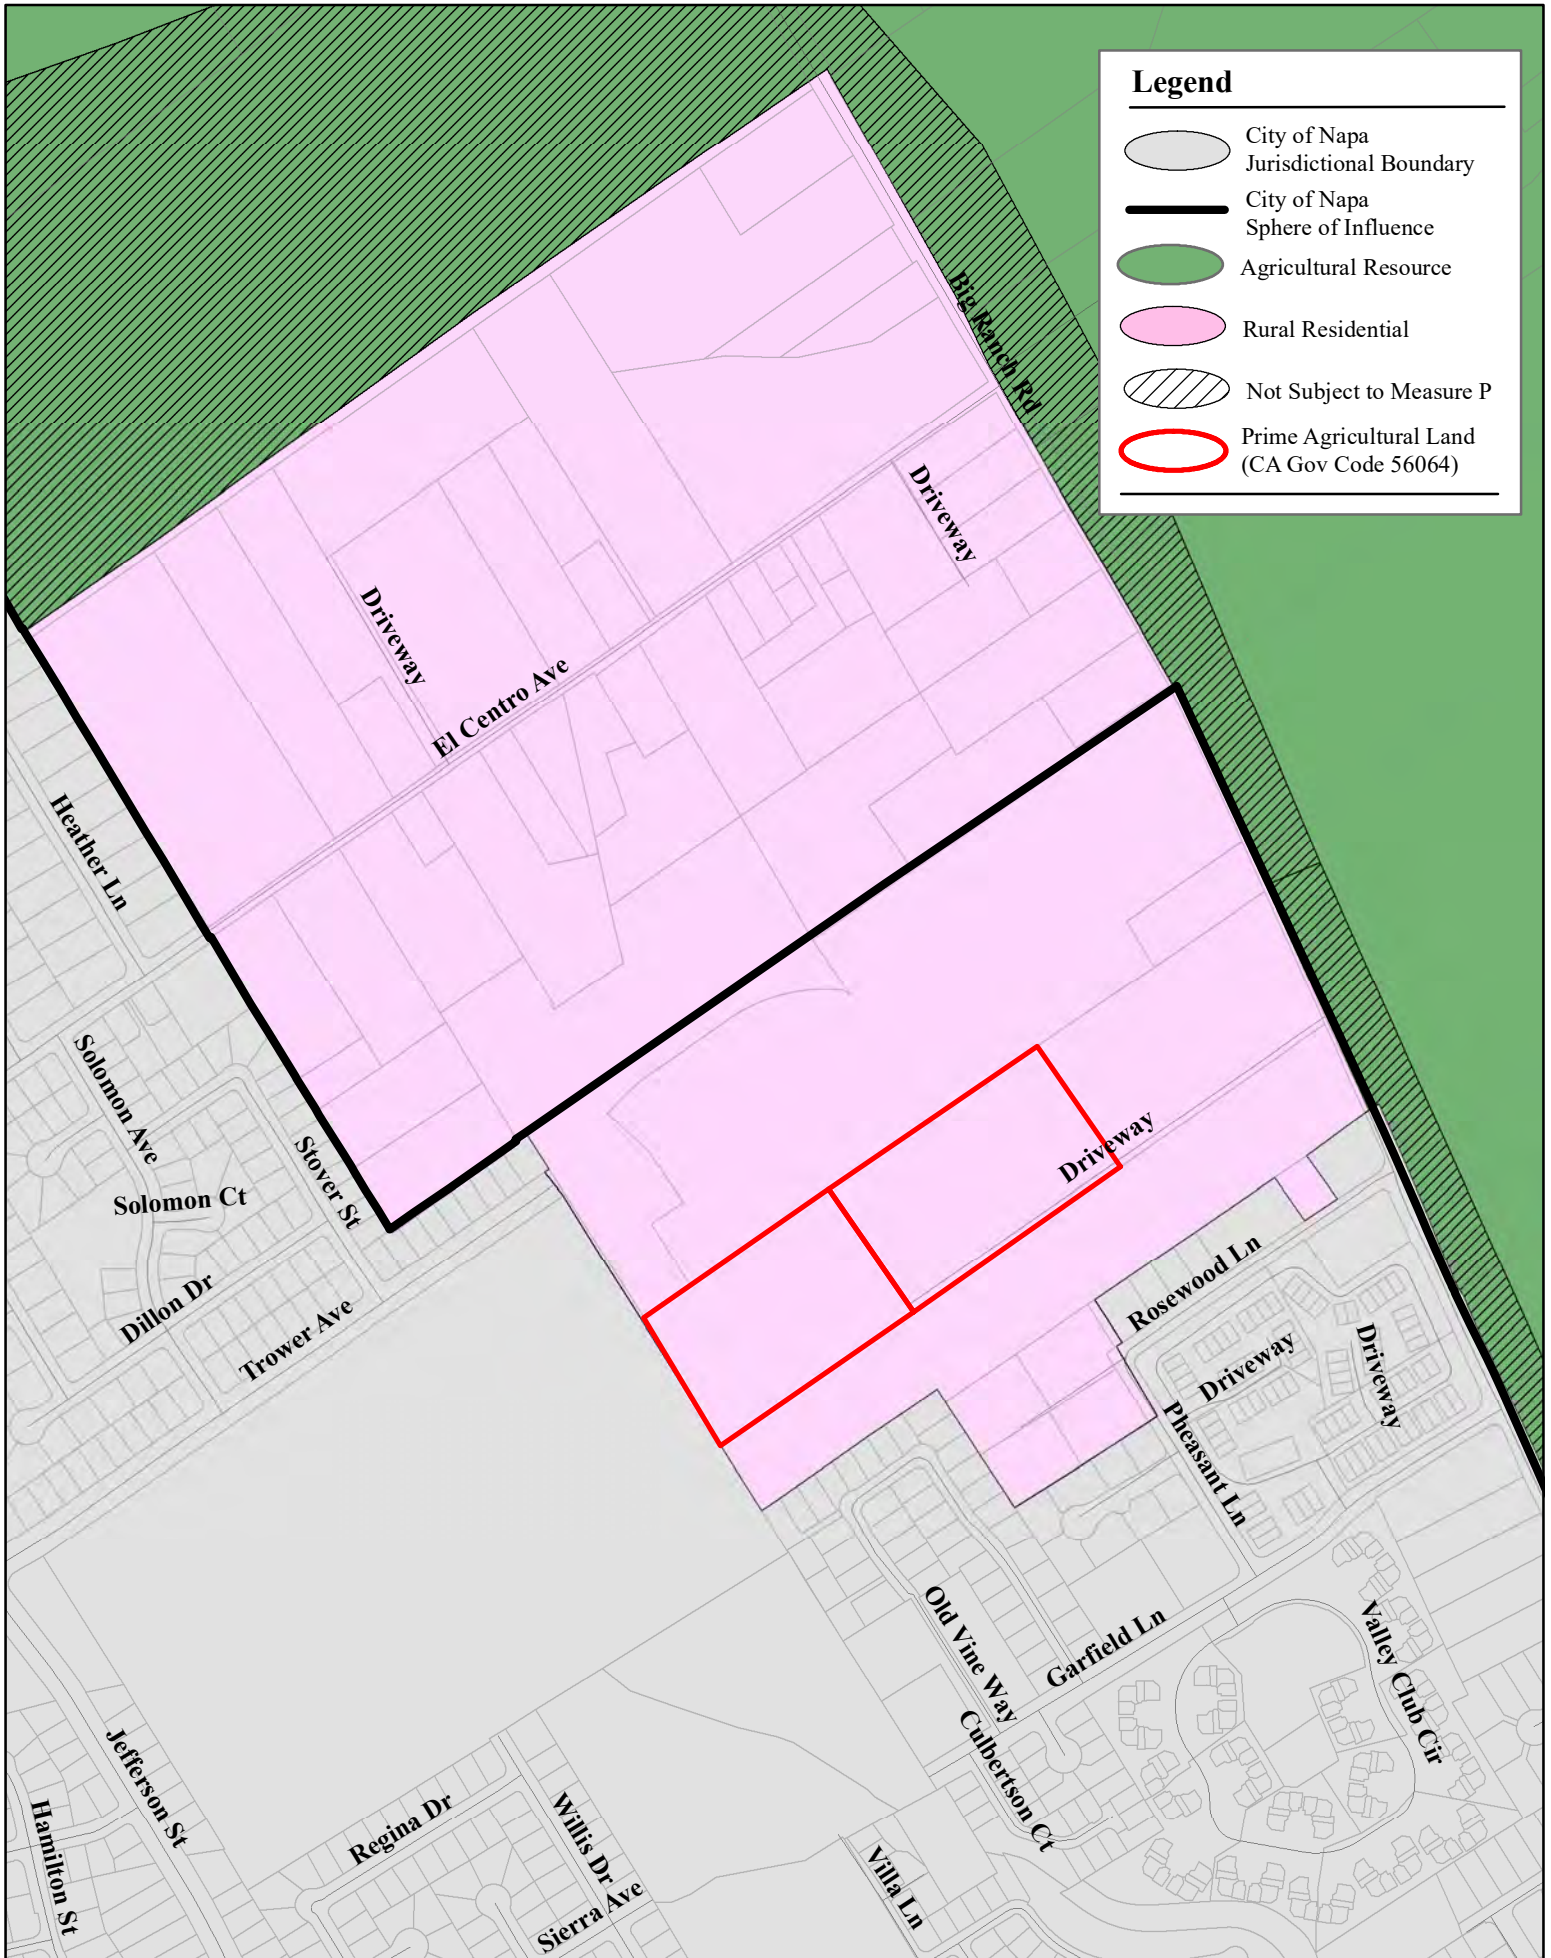 Legend
City of Napa
Jurisdictional Boundary
City of Napa
Sphere of Influence
Agricultural Resource
Rural Residential
Not Subject to Measure P
Prime Agricultural Land
(CA Gov Code 56064)
Big Ranch Rd
Driveway
Driveway
El Centro Ave
Heather Ln
Solomon Ave
Stover St
Solomon Ct
Dillon Dr
Trower Ave
Driveway
Rosewood Ln
Driveway
Driveway
Pheasant Ln
Old Vine Way
Garfield Ln
Valley Club Cir
Culbertson Ct
Jefferson St
Hamilton St
Regina Dr
Willis Dr
Sierra Ave
Villa Ln